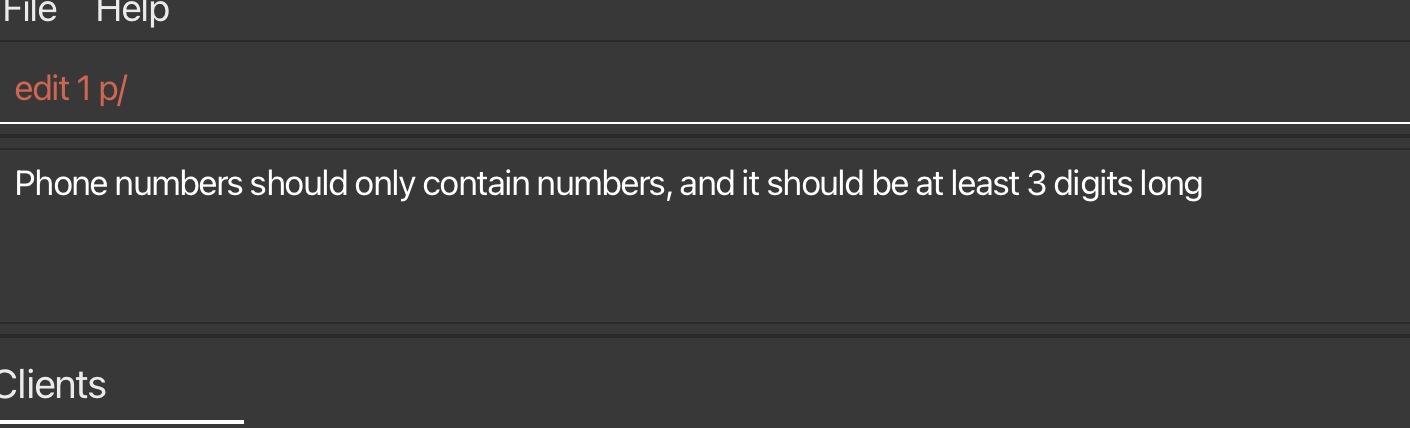 File Help
edit 1 p/
Phone numbers should only contain numbers, and it should be at least 3 digits long
Clients